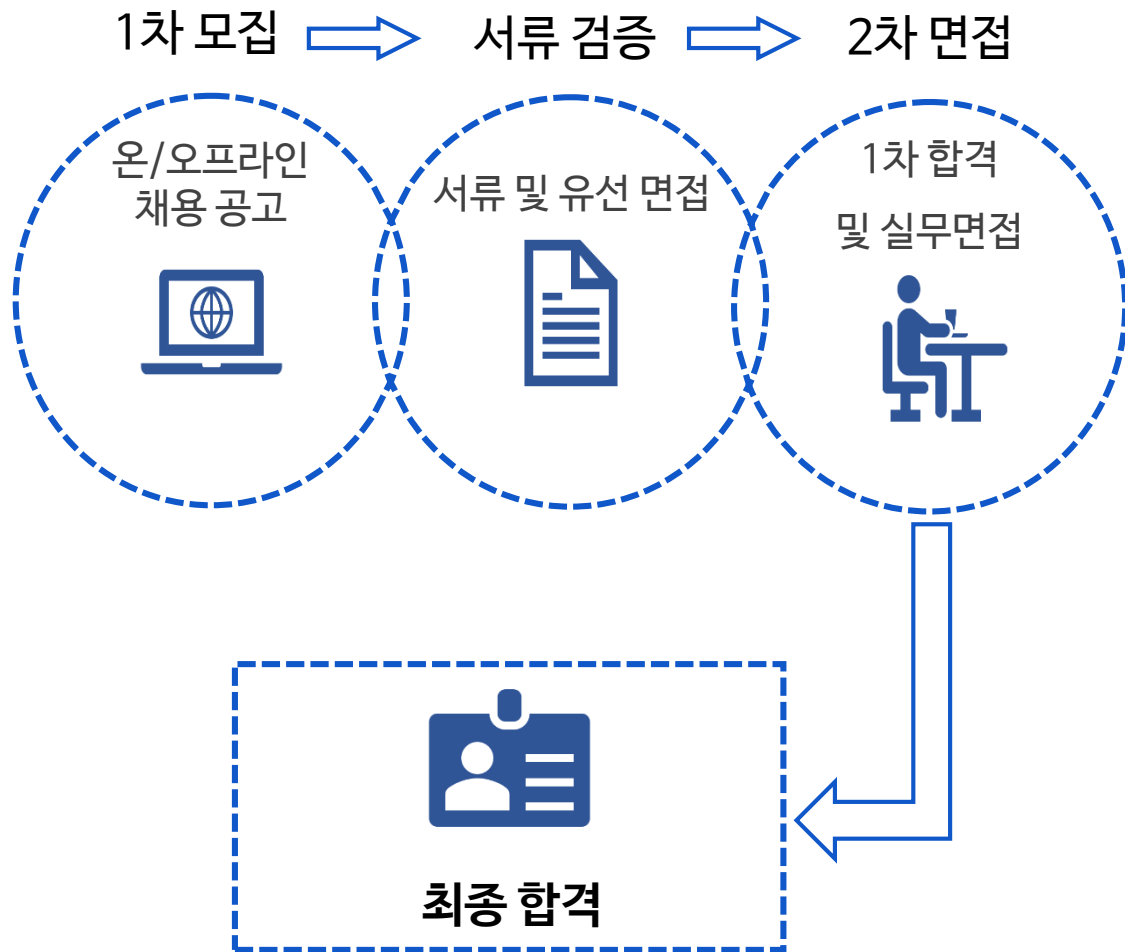 1차 모집
서류 검증
2차 면접
온/오프라인
채용 공고
서류 및 유선 면접
1차 합격
및 실무면접
최종 합격